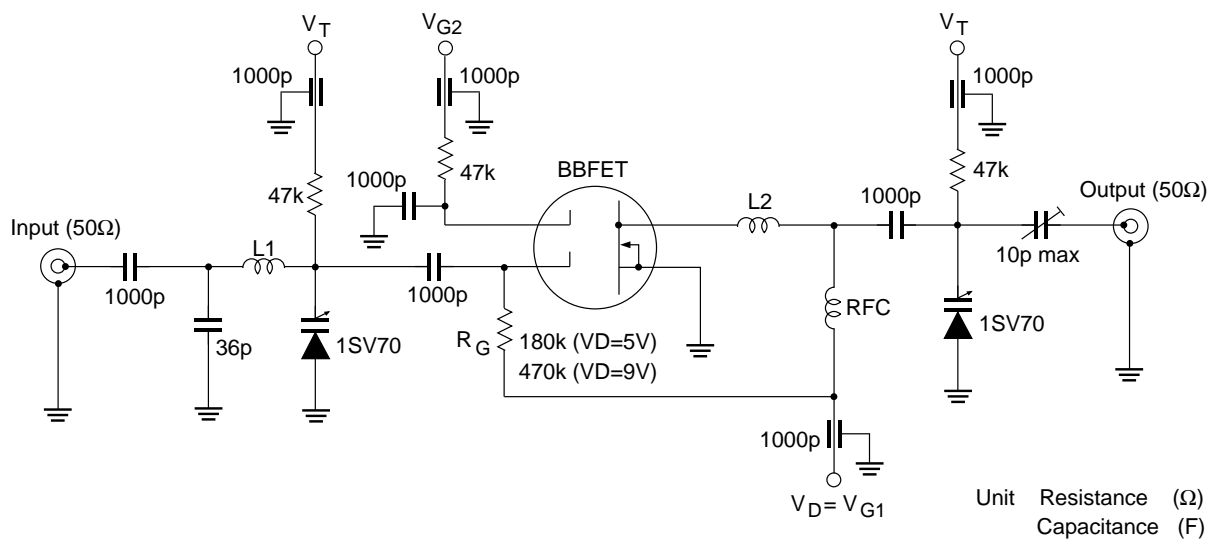 V_T
V_G2
V_T
1000p
1000p
1000p
47k
BBFET
47k
47k
1000p
1000p
Output (50Ω)
Input (50Ω)
L2
L1
10p max
1000p
1000p
RFC
1SV70
36p
1SV70
R_G
180k (VD=5V)
470k (VD=9V)
1000p
V_D = V_G1
Unit Resistance (Ω)
Capacitance (F)